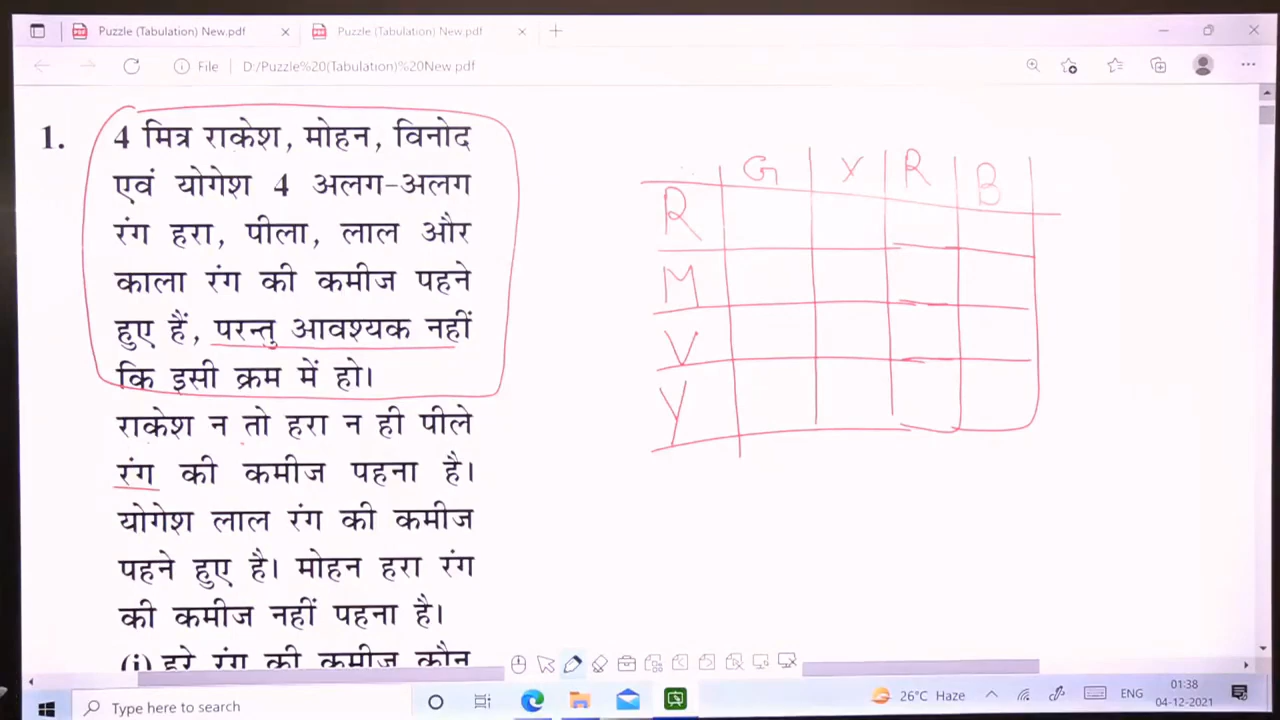 Puzzle (Tabulation) New.pdf
Puzzle (Tabulation) New.pdf
File D:/Puzzle%20(Tabulation)%20New.pdf
1. 4 मित्र राकेश, मोहन, विनोद
एवं योगेश 4 अलग-अलग
रंग हरा, पीला, लाल और
काला रंग की कमीज पहने
हुए हैं, परन्तु आवश्यक नहीं
कि इसी क्रम में हो।
राकेश न तो हरा न ही पीले
रंग की कमीज पहना है।
योगेश लाल रंग की कमीज
पहने हुए है। मोहन हरा रंग
की कमीज नहीं पहना है।
(i) हरे रंग की कमीज कौन
G Y R B
R
M
V
Y
Type here to search
26°C Haze
ENG
01:38
04-12-2021